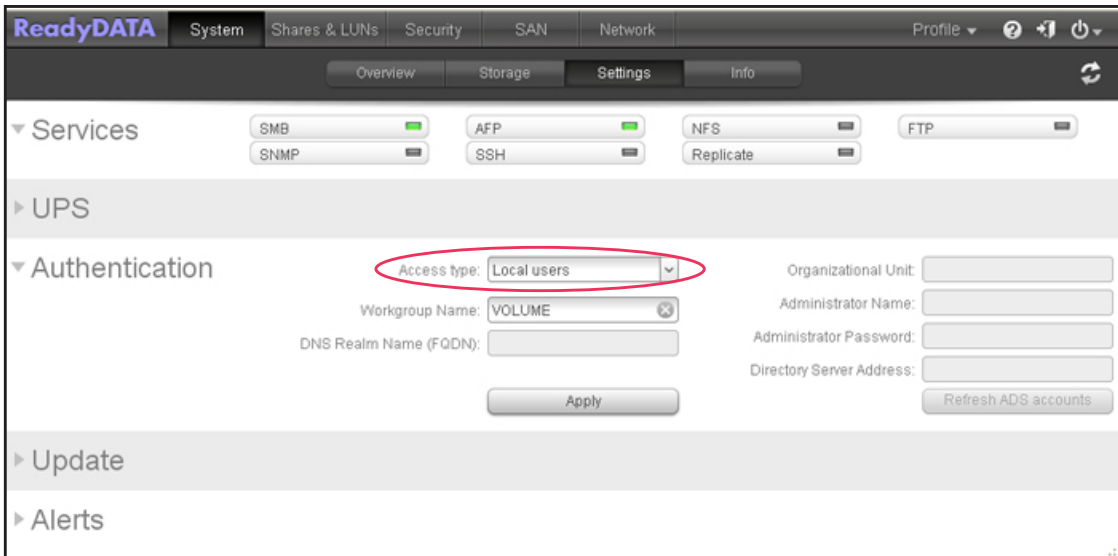 ReadyDATA System Shares & LUNs Security SAN Network Profile
Overview Storage Settings Info
Services
SMB AFP NFS FTP
SNMP SSH Replicate
UPS
Authentication
Access type: Local users
Workgroup Name: VOLUME
DNS Realm Name (FQDN):
Apply
Organizational Unit:
Administrator Name:
Administrator Password:
Directory Server Address:
Refresh ADS accounts
Update
Alerts